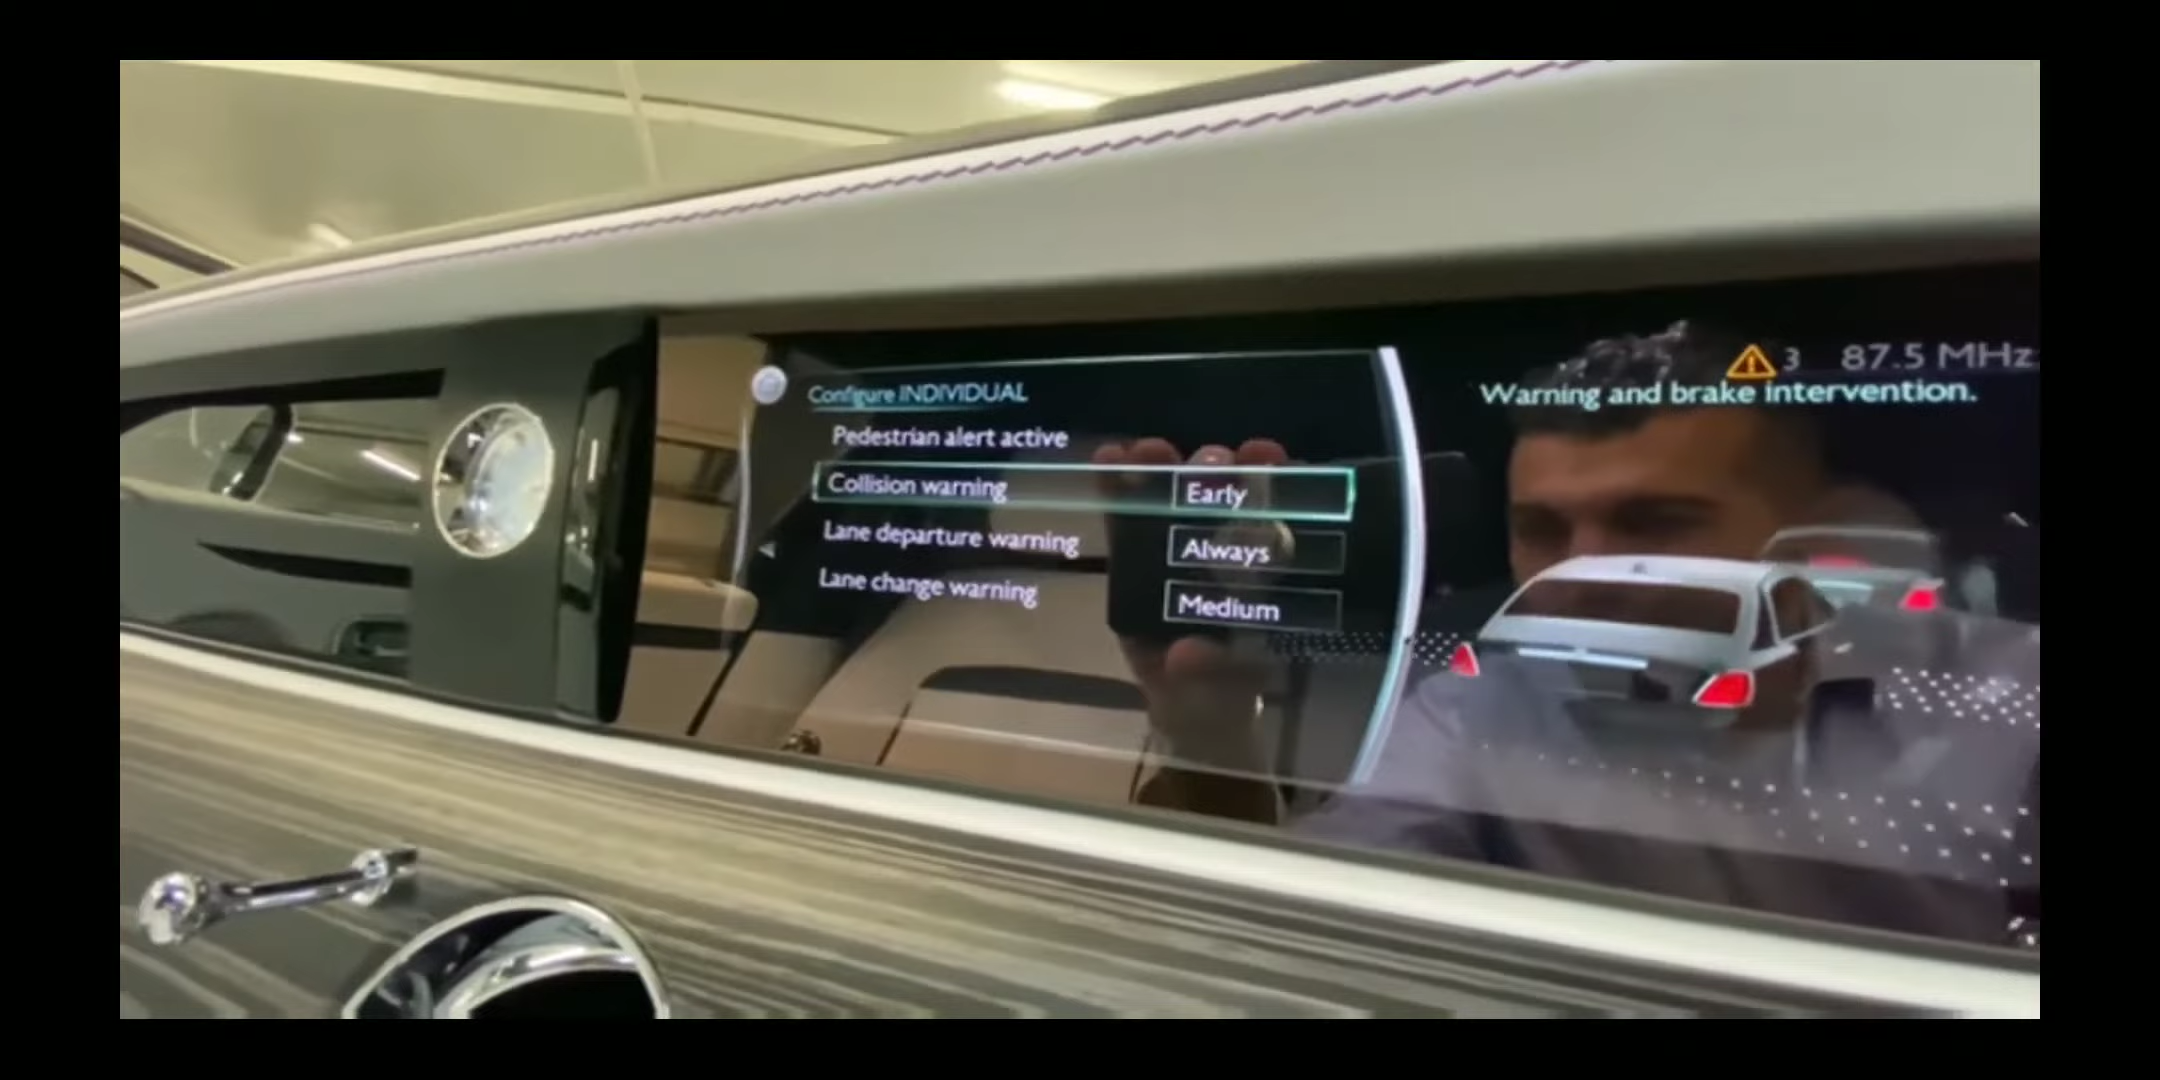 Configure INDIVIDUAL
Pedestrian alert active
Collision warning Early
Lane departure warning Always
Lane change warning Medium
3 87.5 MHz
Warning and brake intervention.